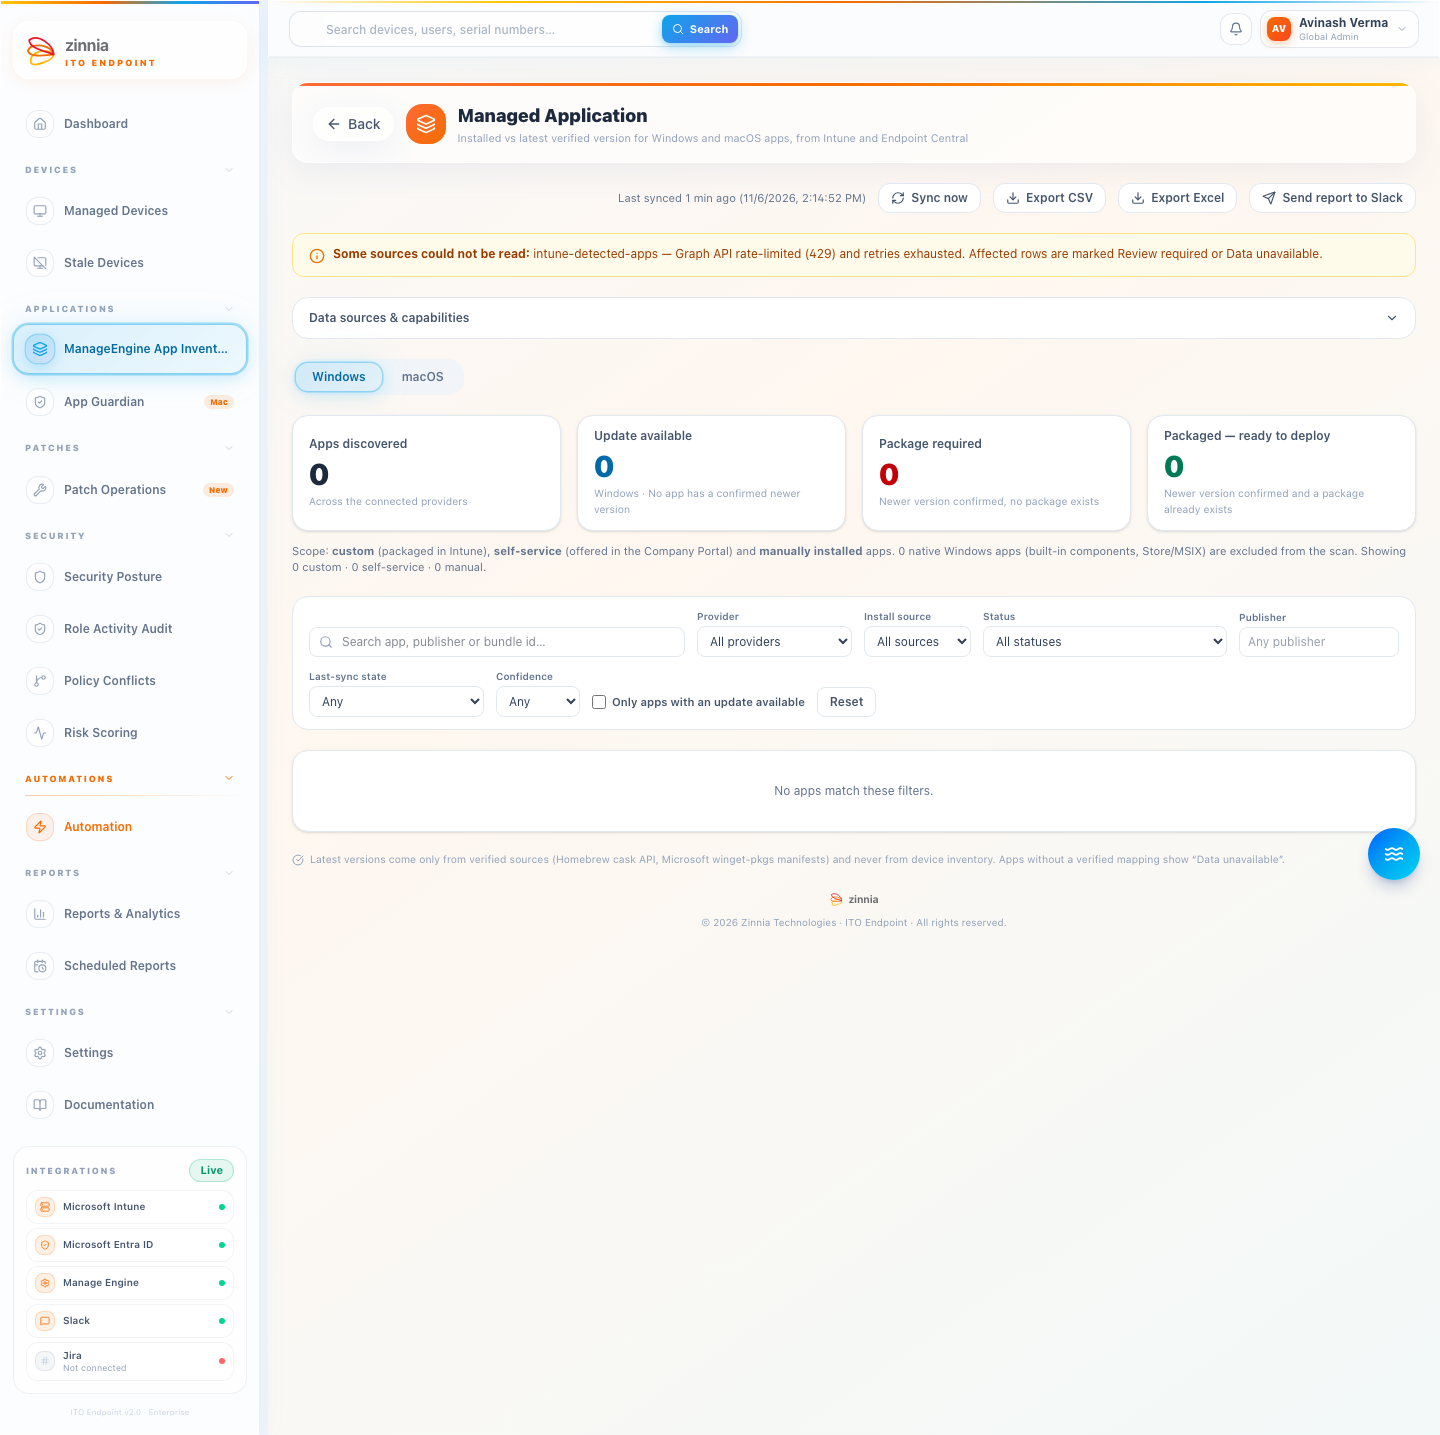 zinnia
ITO ENDPOINT
Dashboard
DEVICES
Managed Devices
Stale Devices
APPLICATIONS
ManageEngine App Invent...
App Guardian
Mac
PATCHES
Patch Operations
New
SECURITY
Security Posture
Role Activity Audit
Policy Conflicts
Risk Scoring
AUTOMATIONS
Automation
REPORTS
Reports & Analytics
Scheduled Reports
SETTINGS
Settings
Documentation
INTEGRATIONS
Live
Microsoft Intune
Microsoft Entra ID
Manage Engine
Slack
Jira
Not connected
ITO Endpoint v2.0 · Enterprise
Search devices, users, serial numbers...
Search
AV
Avinash Verma
Global Admin
Back
Managed Application
Installed vs latest verified version for Windows and macOS apps, from Intune and Endpoint Central
Last synced 1 min ago (11/6/2026, 2:14:52 PM)
Sync now
Export CSV
Export Excel
Send report to Slack
Some sources could not be read: intune-detected-apps — Graph API rate-limited (429) and retries exhausted. Affected rows are marked Review required or Data unavailable.
Data sources & capabilities
Windows
macOS
Apps discovered
0
Across the connected providers
Update available
0
Windows · No app has a confirmed newer
version
Package required
0
Newer version confirmed, no package exists
Packaged — ready to deploy
0
Newer version confirmed and a package
already exists
Scope: custom (packaged in Intune), self-service (offered in the Company Portal) and manually installed apps. 0 native Windows apps (built-in components, Store/MSIX) are excluded from the scan. Showing
0 custom · 0 self-service · 0 manual.
Search app, publisher or bundle id...
Provider
All providers
Install source
All sources
Status
All statuses
Publisher
Any publisher
Last-sync state
Any
Confidence
Any
Only apps with an update available
Reset
No apps match these filters.
Latest versions come only from verified sources (Homebrew cask API, Microsoft winget-pkgs manifests) and never from device inventory. Apps without a verified mapping show “Data unavailable”.
zinnia
© 2026 Zinnia Technologies · ITO Endpoint · All rights reserved.